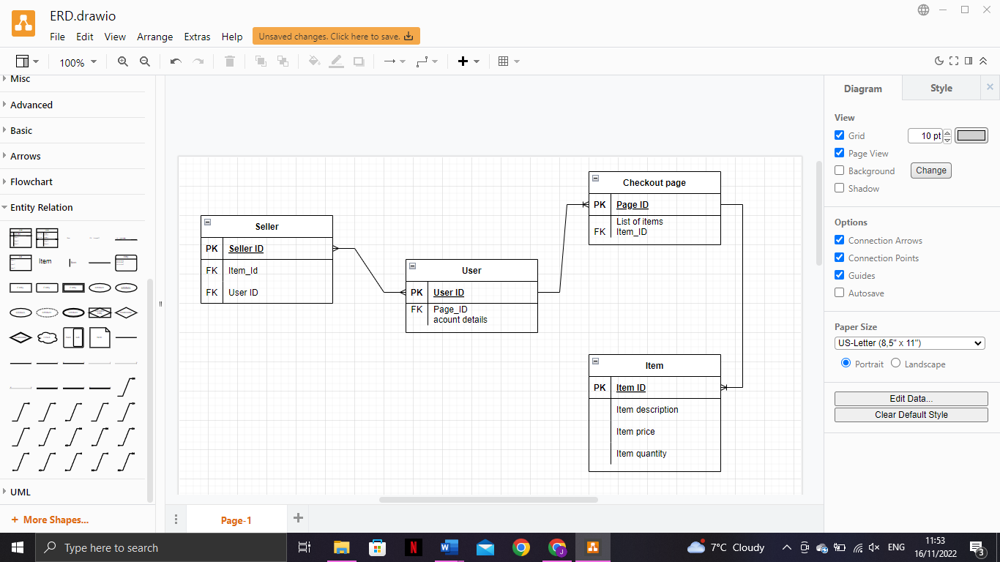 ERD.drawio
File Edit View Arrange Extras Help Unsaved changes. Click here to save.
100%
Misc
Advanced
Basic
Arrows
Flowchart
Entity Relation
Item
UML
+ More Shapes...
Seller
PK Seller ID
FK Item_Id
FK User ID
User
PK User ID
FK Page_ID
acount details
Checkout page
PK Page ID
List of items
FK Item_ID
Item
PK Item ID
Item description
Item price
Item quantity
Page-1
Diagram Style
View
Grid 10 pt
Page View
Background Change
Shadow
Options
Connection Arrows
Connection Points
Guides
Autosave
Paper Size
US-Letter (8,5" x 11")
Portrait Landscape
Edit Data...
Clear Default Style
Type here to search
N
W
J
7°C Cloudy
ENG
11:53
16/11/2022
3